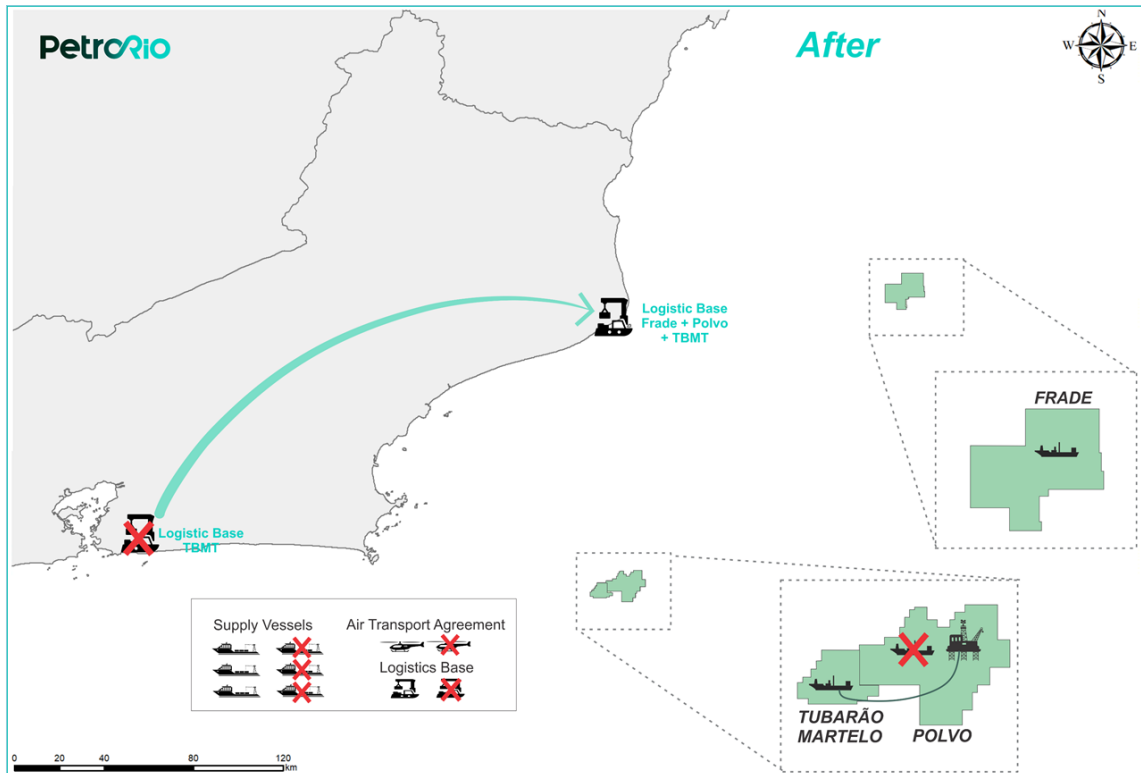 PetroRio
After
N
W
E
S
Logistic Base
Frade + Polvo
+ TBMT
FRADE
Logistic Base
TBMT
Supply Vessels
Air Transport Agreement
Logistics Base
TUBARÃO
MARTELO
POLVO
0 20 40 80 120
km